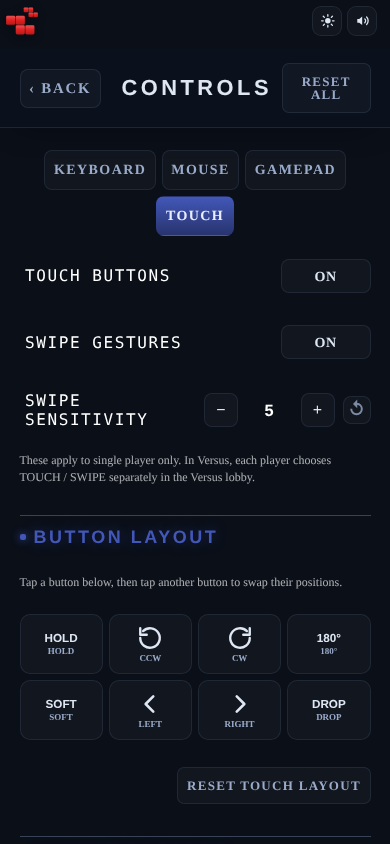 ‹ BACK
CONTROLS
RESET
ALL
KEYBOARD
MOUSE
GAMEPAD
TOUCH
TOUCH BUTTONS
ON
SWIPE GESTURES
ON
SWIPE
SENSITIVITY
−
5
+
These apply to single player only. In Versus, each player chooses
TOUCH / SWIPE separately in the Versus lobby.
BUTTON LAYOUT
Tap a button below, then tap another button to swap their positions.
HOLD
HOLD
CCW
CW
180°
180°
SOFT
SOFT
LEFT
RIGHT
DROP
DROP
RESET TOUCH LAYOUT